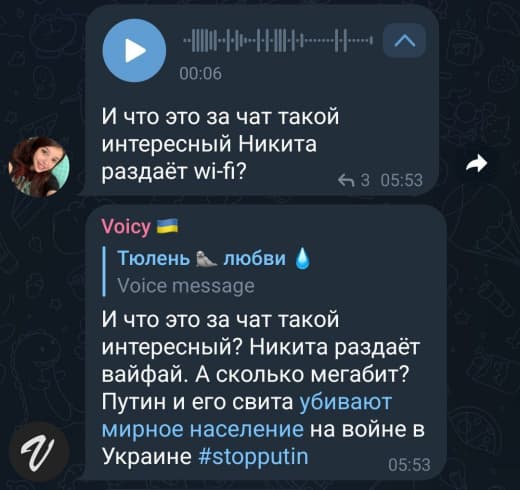 00:06
И что это за чат такой
интересный Никита
раздаёт wi-fi?
3 05:53
Voicy 🇺🇦
Тюлень 🦭 любви 💧
Voice message
И что это за чат такой
интересный? Никита раздаёт
вайфай. А сколько мегабит?
Путин и его свита убивают
мирное население на войне в
Украине #stopputin
05:53
V